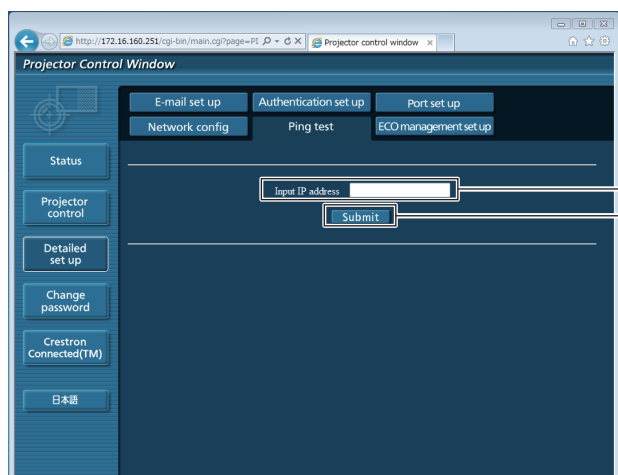 http://172.16.160.251/cgi-bin/main.cgi?page=PI
Projector control window
Projector Control Window
E-mail set up
Authentication set up
Port set up
Network config
Ping test
ECO management set up
Status
Projector
control
Detailed
set up
Change
password
Crestron
Connected(TM)
日本語
Input IP address
Submit